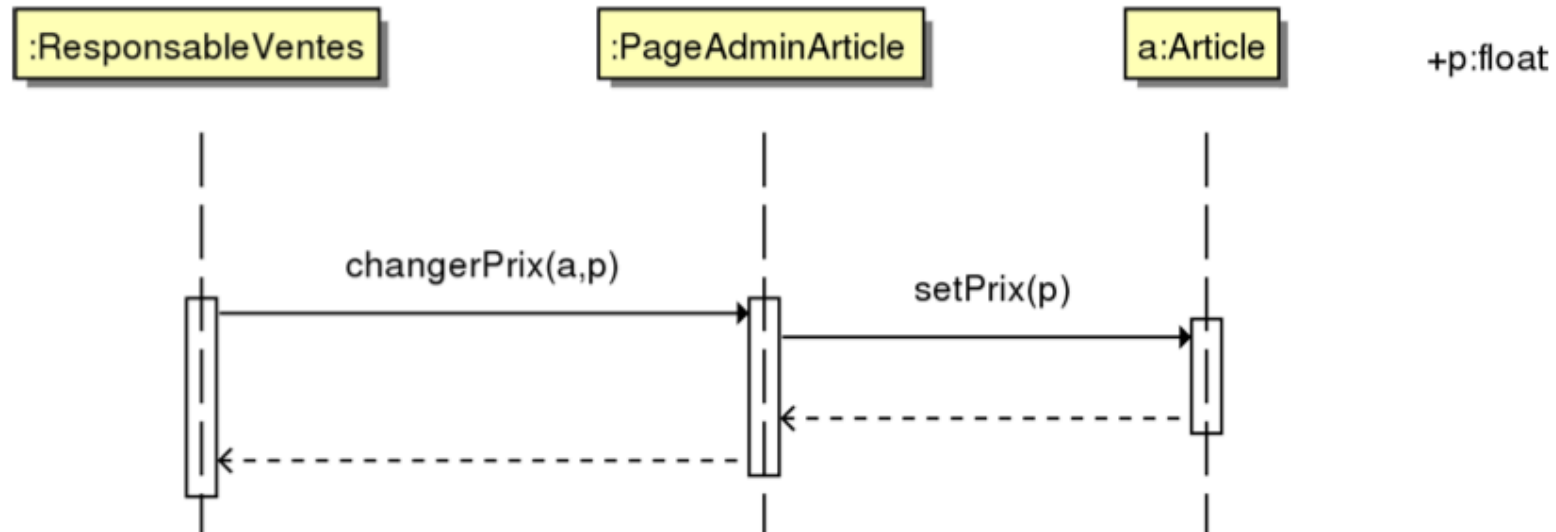 :ResponsableVentes
:PageAdminArticle
a:Article
+p:float
changerPrix(a,p)
setPrix(p)